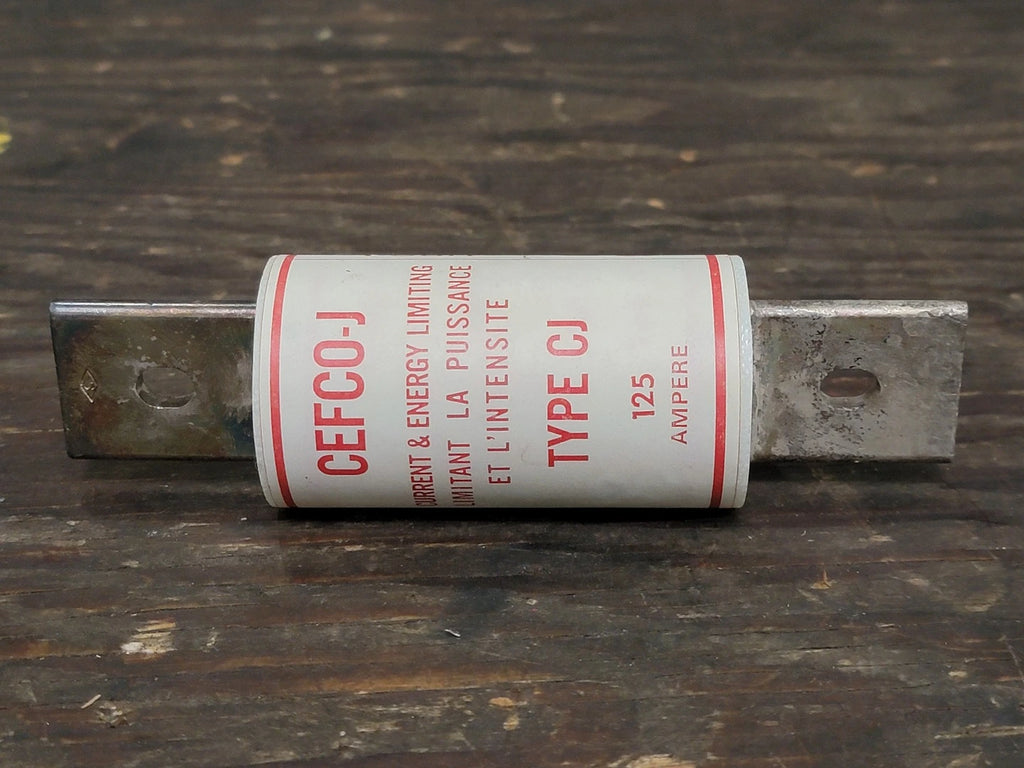 CEFCO-J
CURRENT & ENERGY LIMITING
LIMITANT LA PUISSANCE
ET L'INTENSITE
TYPE CJ
125
AMPERE